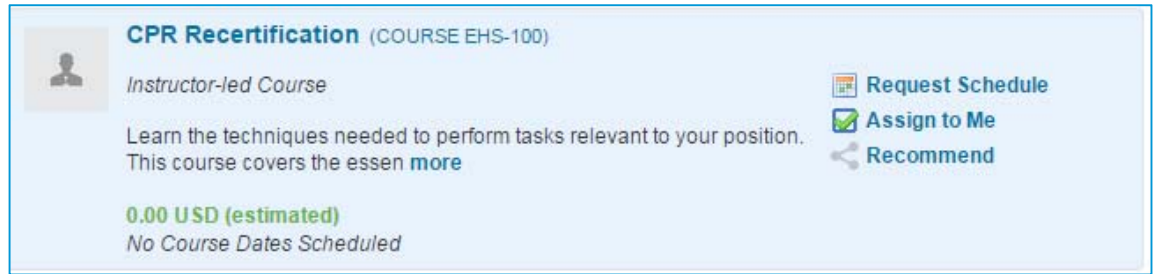 CPR Recertification (COURSE EHS-100)
Instructor-led Course
Learn the techniques needed to perform tasks relevant to your position.
This course covers the essen more
0.00 USD (estimated)
No Course Dates Scheduled
Request Schedule
Assign to Me
Recommend